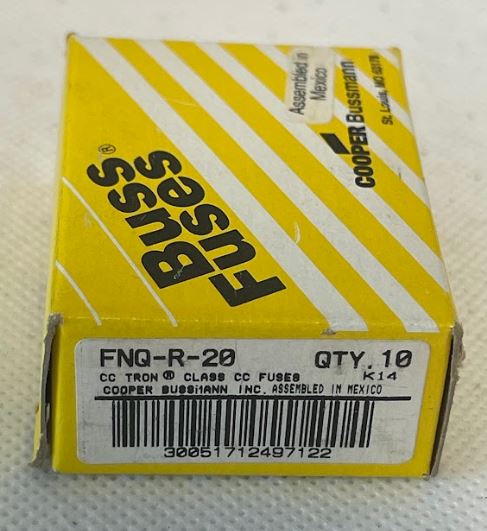 Assembled in
Mexico
COOPER Bussmann
St. Louis, MO 63178
Buss®
Fuses
FNQ-R-20 QTY.10
CC TRON® CLASS CC FUSES K14
COOPER BUSSMANN INC. ASSEMBLED IN MEXICO
30051712497122